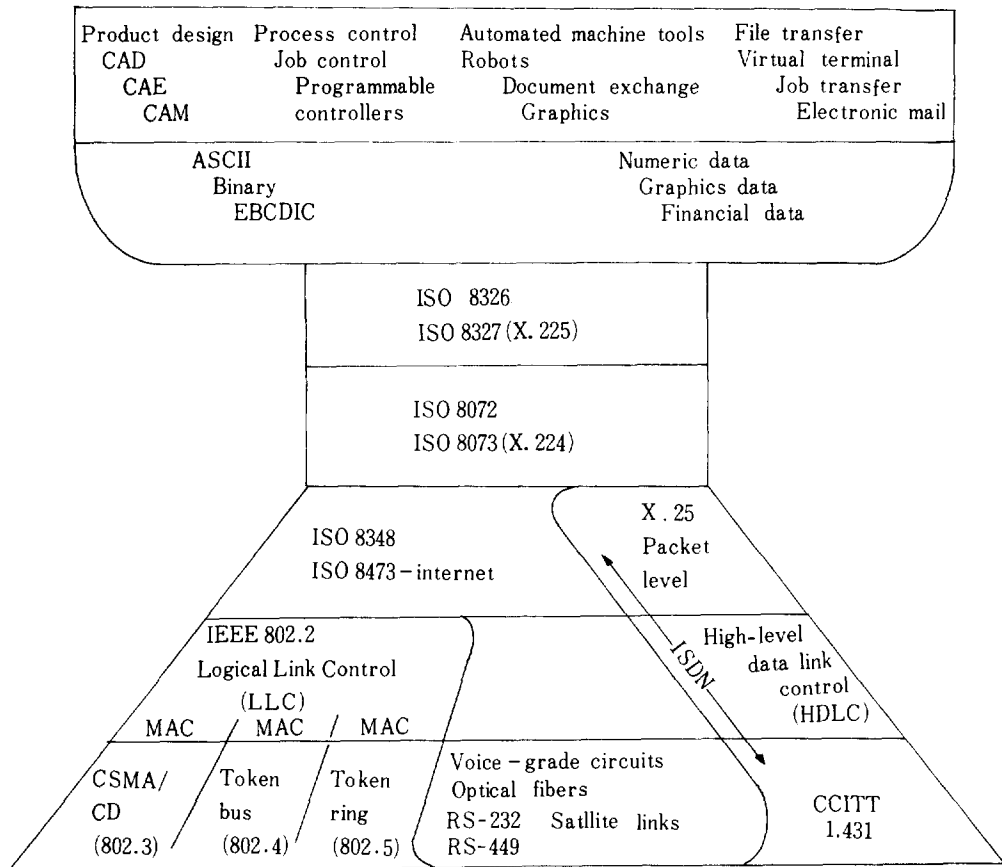 Product design Process control Automated machine tools File transfer
CAD Job control Robots Virtual terminal
CAE Programmable Document exchange Job transfer
CAM controllers Graphics Electronic mail
ASCII Numeric data
Binary Graphics data
EBCDIC Financial data
ISO 8326
ISO 8327 (X. 225)
ISO 8072
ISO 8073 (X. 224)
X . 25
Packet
level
ISO 8348
ISO 8473-internet
ISDN
IEEE 802.2
Logical Link Control
(LLC)
MAC / MAC / MAC
High-level
data link
control
(HDLC)
CSMA/
CD
(802.3)
Token
bus
(802.4)
Token
ring
(802.5)
Voice-grade circuits
Optical fibers
RS-232 Satllite links
RS-449
CCITT
1.431